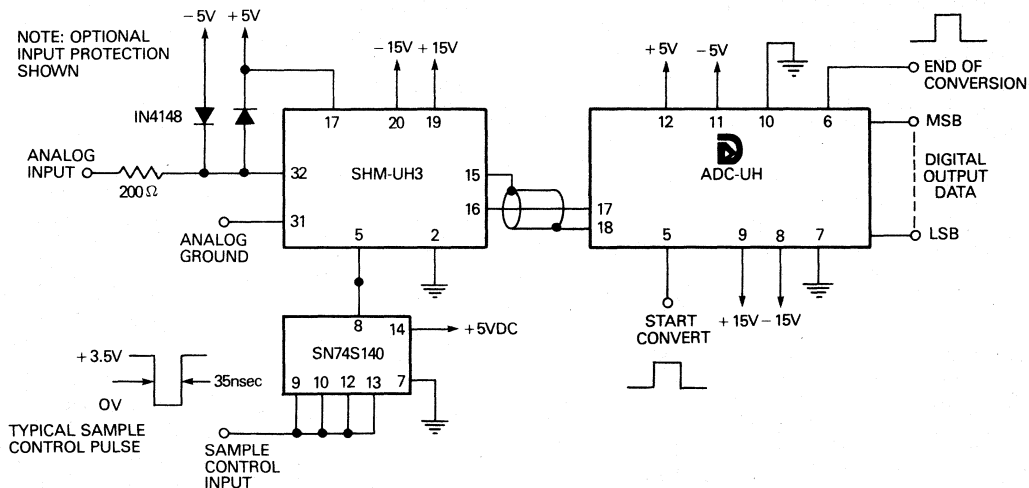 NOTE: OPTIONAL
INPUT PROTECTION
SHOWN
- 5V
+ 5V
- 15V + 15V
+ 5V
-5V
END OF
CONVERSION
IN4148
17
20
19
12
11
10
6
MSB
ANALOG
INPUT
200 Ω
32
SHM-UH3
15
16
ADC-UH
17
18
DIGITAL
OUTPUT
DATA
LSB
31
ANALOG
GROUND
5
2
5
9
8
7
START
CONVERT
+ 15V - 15V
8
14
+5VDC
SN74S140
9
10
12
13
7
+ 3.5V
35nsec
0V
TYPICAL SAMPLE
CONTROL PULSE
SAMPLE
CONTROL
INPUT